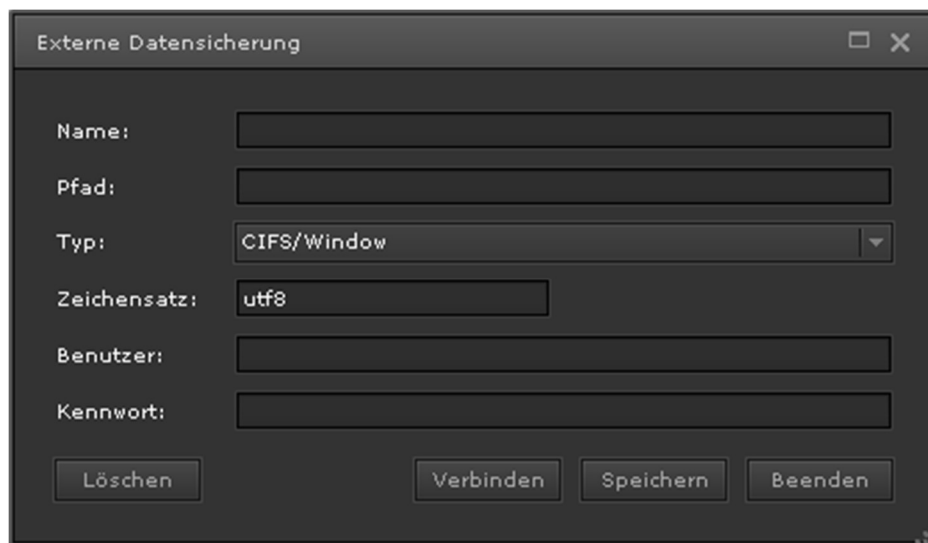 Externe Datensicherung
Name:
Pfad:
Typ: CIFS/Window
Zeichensatz: utf8
Benutzer:
Kennwort:
Löschen Verbinden Speichern Beenden